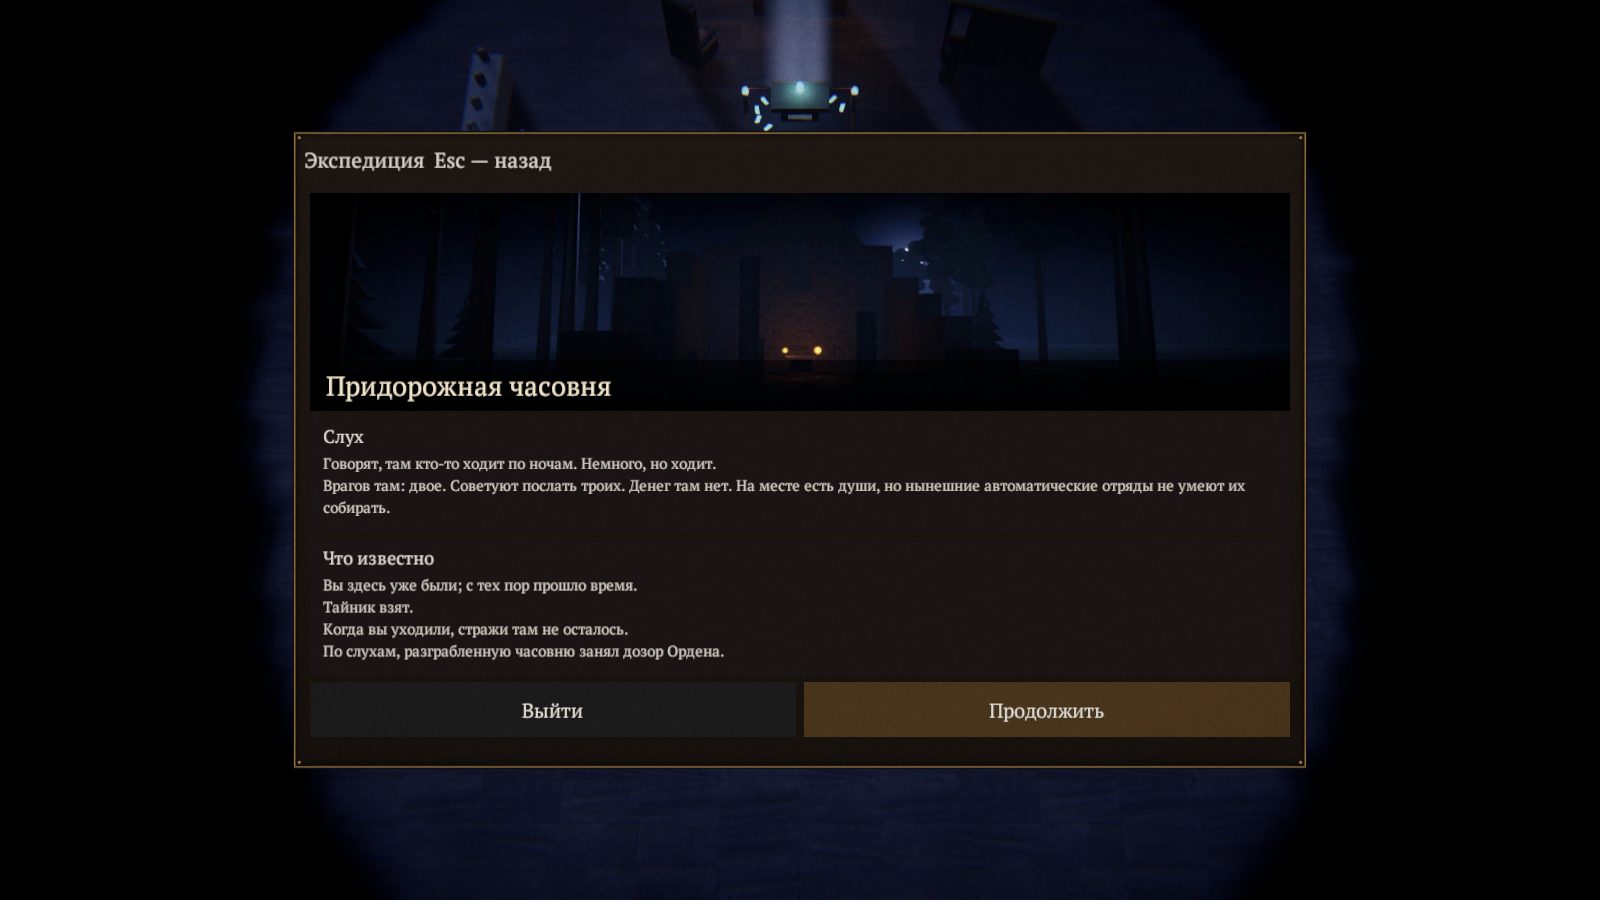 Экспедиция Esc — назад
Придорожная часовня
Слух
Говорят, там кто-то ходит по ночам. Немного, но ходит.
Врагов там: двое. Советуют послать троих. Денег там нет. На месте есть души, но нынешние автоматические отряды не умеют их
собирать.
Что известно
Вы здесь уже были; с тех пор прошло время.
Тайник взят.
Когда вы уходили, стражи там не осталось.
По слухам, разграбленную часовню занял дозор Ордена.
Выйти
Продолжить